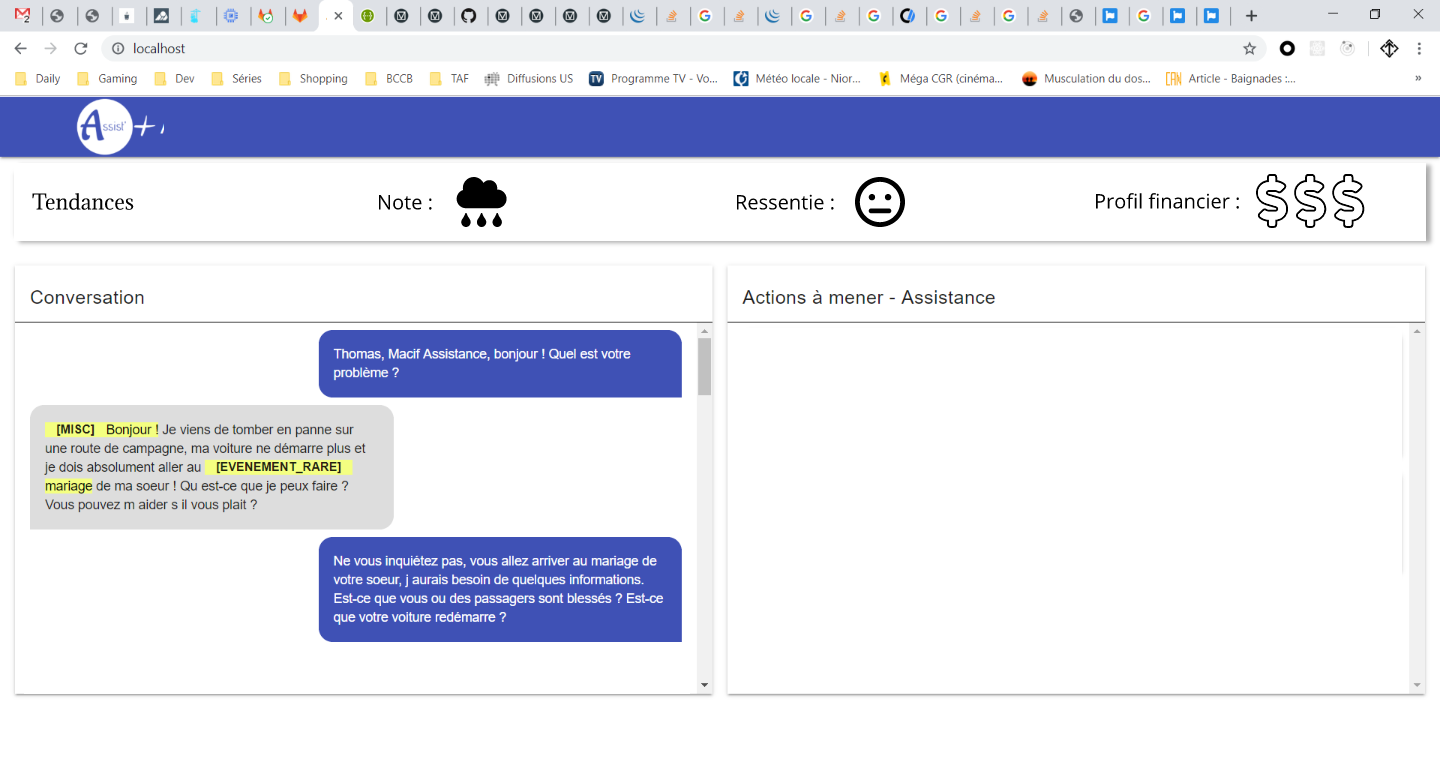 2
localhost
Daily
Gaming
Dev
Séries
Shopping
BCCB
TAF
Diffusions US
Programme TV - Vo...
Météo locale - Nior...
Méga CGR (cinéma...
Musculation du dos...
Article - Baignades :...
»
Assist'
+
Tendances
Note :
Ressentie :
Profil financier :
$$$
Conversation
Thomas, Macif Assistance, bonjour ! Quel est votre
problème ?
[MISC] Bonjour ! Je viens de tomber en panne sur
une route de campagne, ma voiture ne démarre plus et
je dois absolument aller au [EVENEMENT_RARE]
mariage de ma soeur ! Qu est-ce que je peux faire ?
Vous pouvez m aider s il vous plait ?
Ne vous inquiétez pas, vous allez arriver au mariage de
votre soeur, j aurais besoin de quelques informations.
Est-ce que vous ou des passagers sont blessés ? Est-ce
que votre voiture redémarre ?
Actions à mener - Assistance